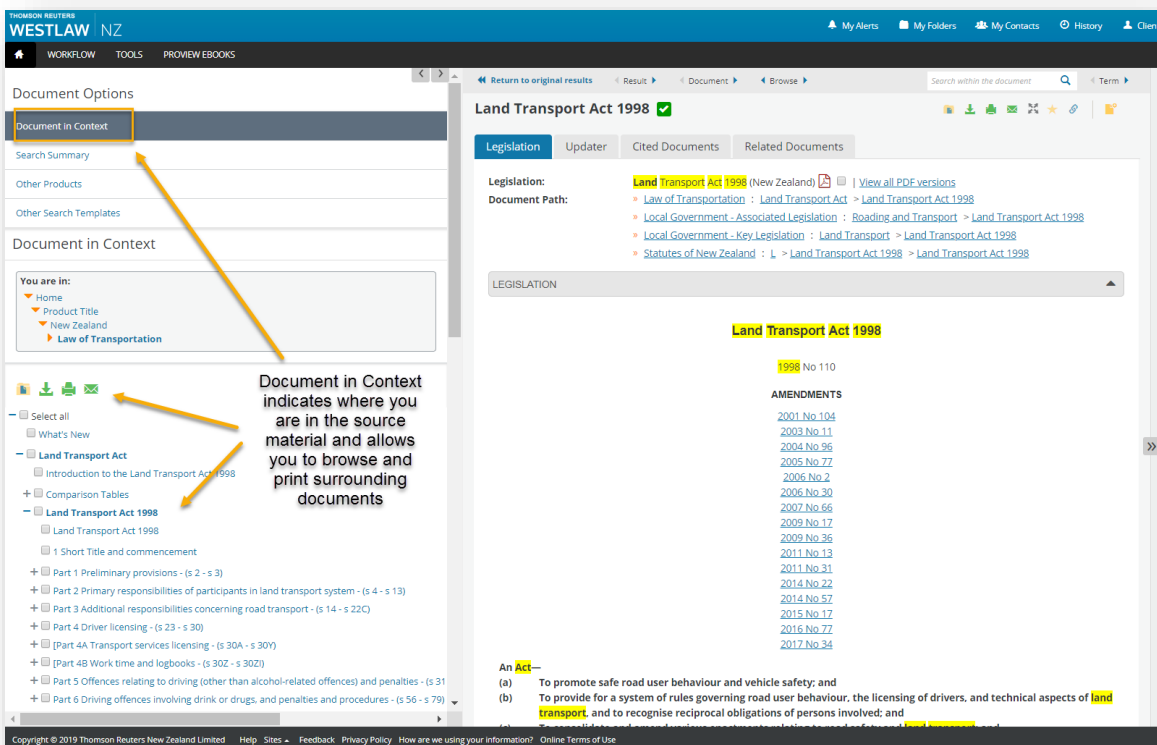 THOMSON REUTERS
WESTLAW NZ
My Alerts My Folders My Contacts History Clien
WORKFLOW TOOLS PROVIEW EBOOKS
Document Options
Document in Context
Search Summary
Other Products
Other Search Templates
Document in Context
You are in:
Home
Product Title
New Zealand
Law of Transportation
Document in Context
indicates where you
are in the source
material and allows
you to browse and
print surrounding
documents
Select all
What's New
Land Transport Act
Introduction to the Land Transport Act 1998
Comparison Tables
Land Transport Act 1998
Land Transport Act 1998
1 Short Title and commencement
Part 1 Preliminary provisions - (s 2 - s 3)
Part 2 Primary responsibilities of participants in land transport system - (s 4 - s 13)
Part 3 Additional responsibilities concerning road transport - (s 14 - s 22C)
Part 4 Driver licensing - (s 23 - s 30)
[Part 4A Transport services licensing - (s 30A - s 30Y)
[Part 4B Work time and logbooks - (s 30Z - s 30ZI)
Part 5 Offences relating to driving (other than alcohol-related offences) and penalties - (s 31
Part 6 Driving offences involving drink or drugs, and penalties and procedures - (s 56 - s 79)
Return to original results Result Document Browse Search within the document Term
Land Transport Act 1998
Legislation Updater Cited Documents Related Documents
Legislation: Land Transport Act 1998 (New Zealand) | View all PDF versions
Document Path: » Law of Transportation : Land Transport Act > Land Transport Act 1998
» Local Government - Associated Legislation : Roading and Transport > Land Transport Act 1998
» Local Government - Key Legislation : Land Transport > Land Transport Act 1998
» Statutes of New Zealand : L > Land Transport Act 1998 > Land Transport Act 1998
LEGISLATION
Land Transport Act 1998
1998 No 110
AMENDMENTS
2001 No 104
2003 No 11
2004 No 96
2005 No 77
2006 No 2
2006 No 30
2007 No 66
2009 No 17
2009 No 36
2011 No 13
2011 No 31
2014 No 22
2014 No 57
2015 No 17
2016 No 77
2017 No 34
An Act—
(a) To promote safe road user behaviour and vehicle safety; and
(b) To provide for a system of rules governing road user behaviour, the licensing of drivers, and technical aspects of land
transport, and to recognise reciprocal obligations of persons involved; and
Copyright © 2019 Thomson Reuters New Zealand Limited Help Sites Feedback Privacy Policy How are we using your information? Online Terms of Use